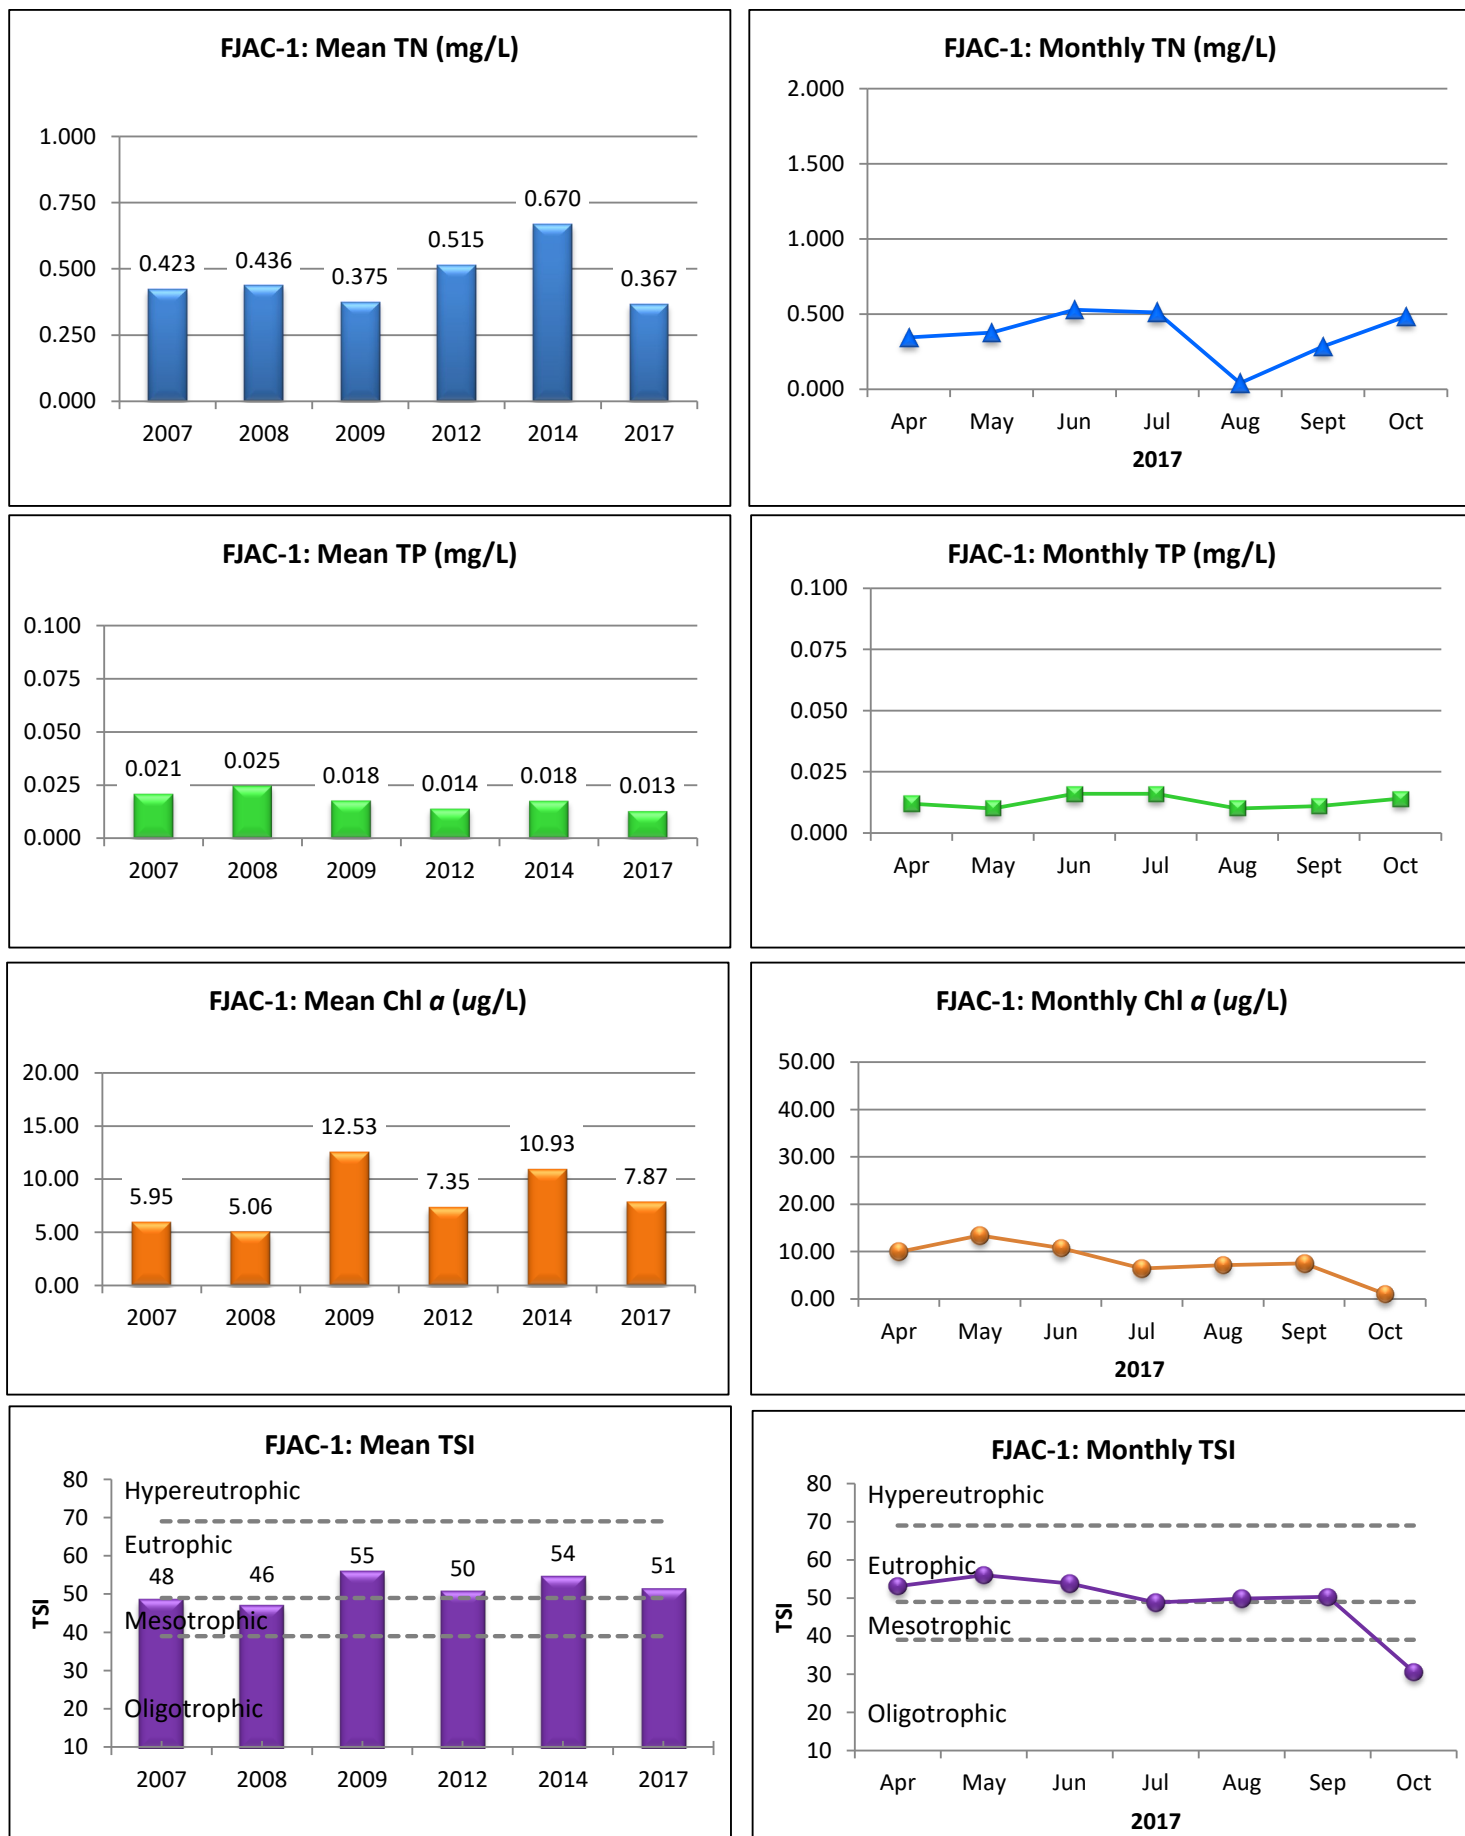 FJAC-1: Mean TN (mg/L)
1.000
0.750
0.500
0.250
0.000
0.423
0.436
0.375
0.515
0.670
0.367
2007 2008 2009 2012 2014 2017
FJAC-1: Monthly TN (mg/L)
2.000
1.500
1.000
0.500
0.000
Apr May Jun Jul Aug Sept Oct
2017
FJAC-1: Mean TP (mg/L)
0.100
0.075
0.050
0.025
0.000
0.021
0.025
0.018
0.014
0.018
0.013
2007 2008 2009 2012 2014 2017
FJAC-1: Monthly TP (mg/L)
0.100
0.075
0.050
0.025
0.000
Apr May Jun Jul Aug Sept Oct
FJAC-1: Mean Chl a (ug/L)
20.00
15.00
10.00
5.00
0.00
5.95
5.06
12.53
7.35
10.93
7.87
2007 2008 2009 2012 2014 2017
FJAC-1: Monthly Chl a (ug/L)
50.00
40.00
30.00
20.00
10.00
0.00
Apr May Jun Jul Aug Sept Oct
2017
FJAC-1: Mean TSI
TSI
80
70
60
50
40
30
20
10
Hypereutrophic
Eutrophic
Mesotrophic
Oligotrophic
48
46
55
50
54
51
2007 2008 2009 2012 2014 2017
FJAC-1: Monthly TSI
TSI
80
70
60
50
40
30
20
10
Hypereutrophic
Eutrophic
Mesotrophic
Oligotrophic
Apr May Jun Jul Aug Sep Oct
2017